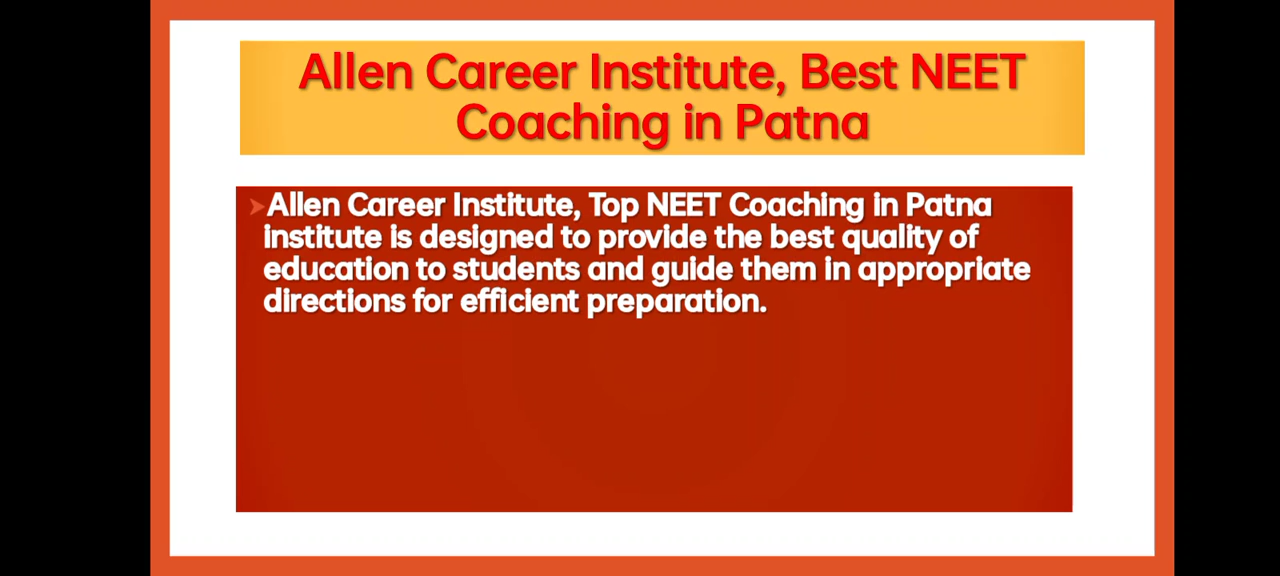 Allen Career Institute, Best NEET
Coaching in Patna
➤Allen Career Institute, Top NEET Coaching in Patna
institute is designed to provide the best quality of
education to students and guide them in appropriate
directions for efficient preparation.